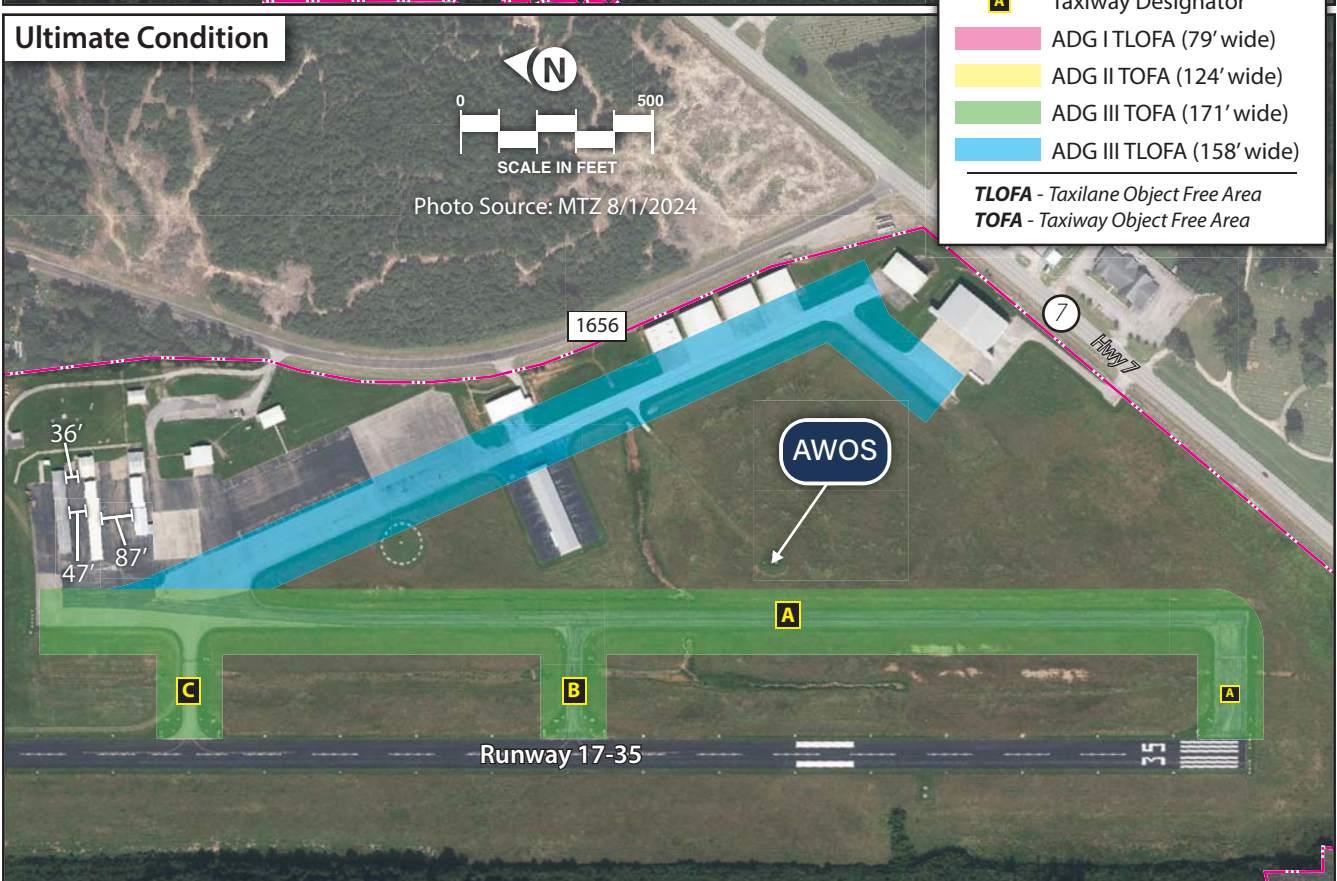 Ultimate Condition
N
0 500
SCALE IN FEET
Photo Source: MTZ 8/1/2024
A Taxiway Designator
ADG I TLOFA (79' wide)
ADG II TOFA (124' wide)
ADG III TOFA (171' wide)
ADG III TLOFA (158' wide)
TLOFA - Taxilane Object Free Area
TOFA - Taxiway Object Free Area
1656
7
Hwy 7
36'
47'
87'
AWOS
A
C
B
A
Runway 17-35
35